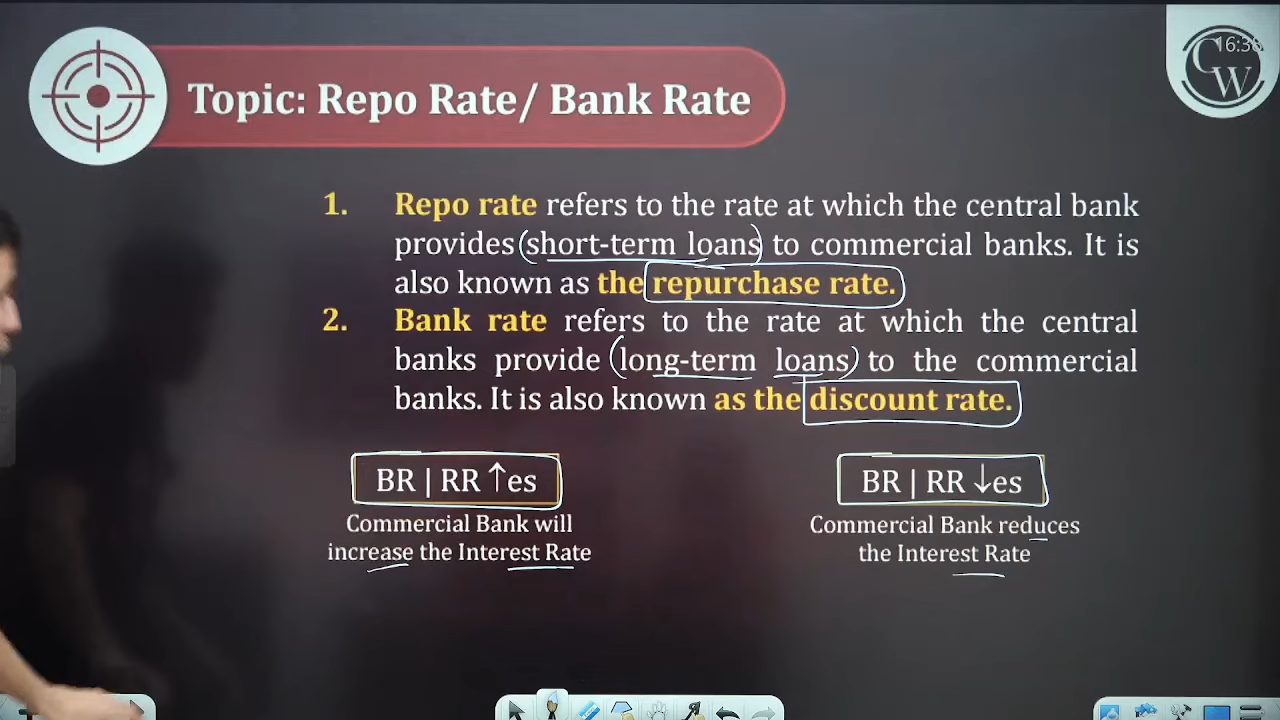 16:36
CW
Topic: Repo Rate/ Bank Rate
1. Repo rate refers to the rate at which the central bank
provides (short-term loans) to commercial banks. It is
also known as the repurchase rate.
2. Bank rate refers to the rate at which the central
banks provide (long-term loans) to the commercial
banks. It is also known as the discount rate.
BR | RR ↑es
Commercial Bank will
increase the Interest Rate
BR | RR ↓es
Commercial Bank reduces
the Interest Rate